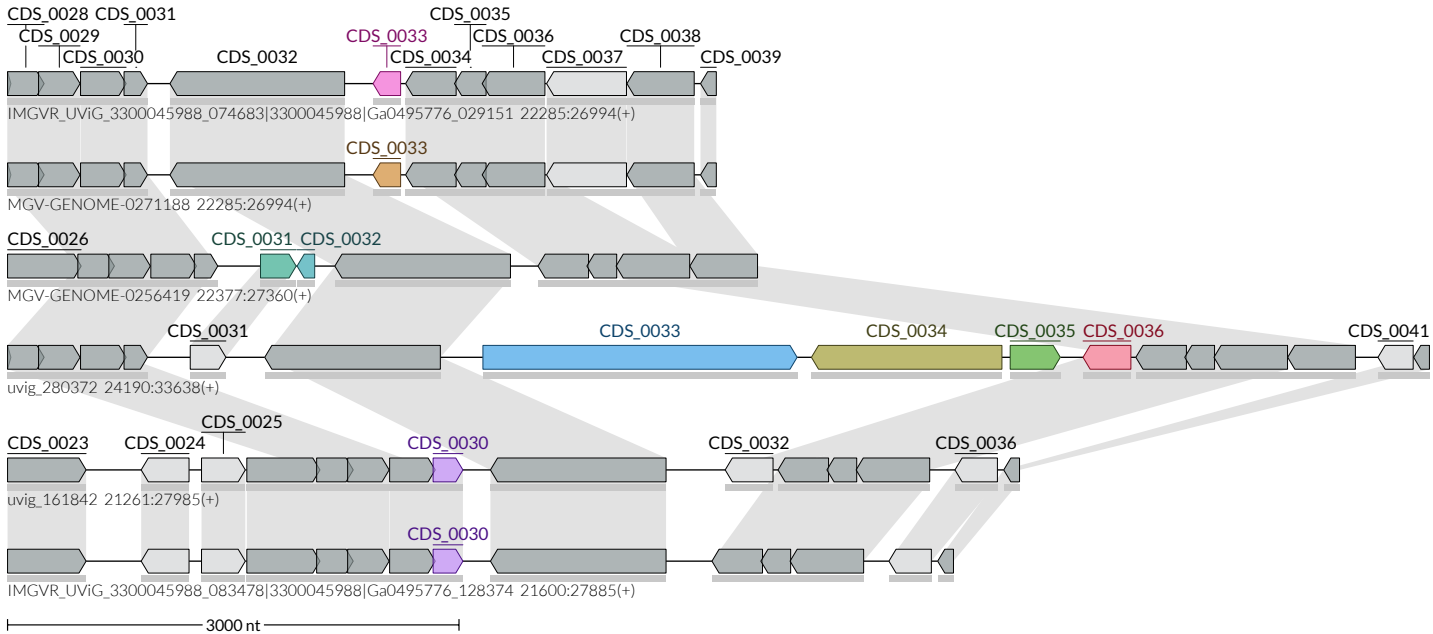 CDS_0028 CDS_0031 CDS_0035
CDS_0029 CDS_0033 CDS_0036 CDS_0038
CDS_0030 CDS_0032 CDS_0034 CDS_0037 CDS_0039
IMGVR_UViG_3300045988_074683|3300045988|Ga0495776_029151 22285:26994(+)
CDS_0033
MGV-GENOME-0271188 22285:26994(+)
CDS_0026 CDS_0031 CDS_0032
MGV-GENOME-0256419 22377:27360(+)
CDS_0031 CDS_0033 CDS_0034 CDS_0035 CDS_0036 CDS_0041
uvig_280372 24190:33638(+)
CDS_0025
CDS_0023 CDS_0024 CDS_0030 CDS_0032 CDS_0036
uvig_161842 21261:27985(+)
CDS_0030
IMGVR_UViG_3300045988_083478|3300045988|Ga0495776_128374 21600:27885(+)
3000 nt